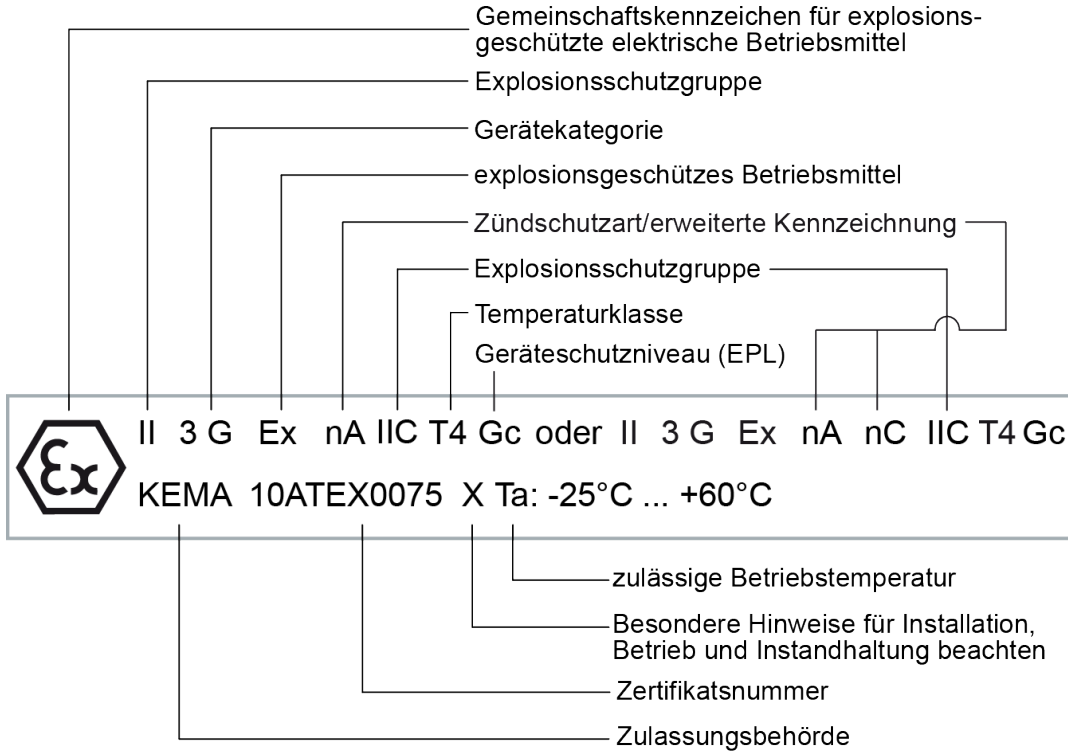 Gemeinschaftskennzeichen für explosions-
geschützte elektrische Betriebsmittel
Explosionsschutzgruppe
Gerätekategorie
explosionsgeschützes Betriebsmittel
Zündschutzart/erweiterte Kennzeichnung
Explosionsschutzgruppe
Temperaturklasse
Geräteschutzniveau (EPL)
Ex II 3 G Ex nA IIC T4 Gc oder II 3 G Ex nA nC IIC T4 Gc
KEMA 10ATEX0075 X Ta: -25°C ... +60°C
zulässige Betriebstemperatur
Besondere Hinweise für Installation,
Betrieb und Instandhaltung beachten
Zertifikatsnummer
Zulassungsbehörde